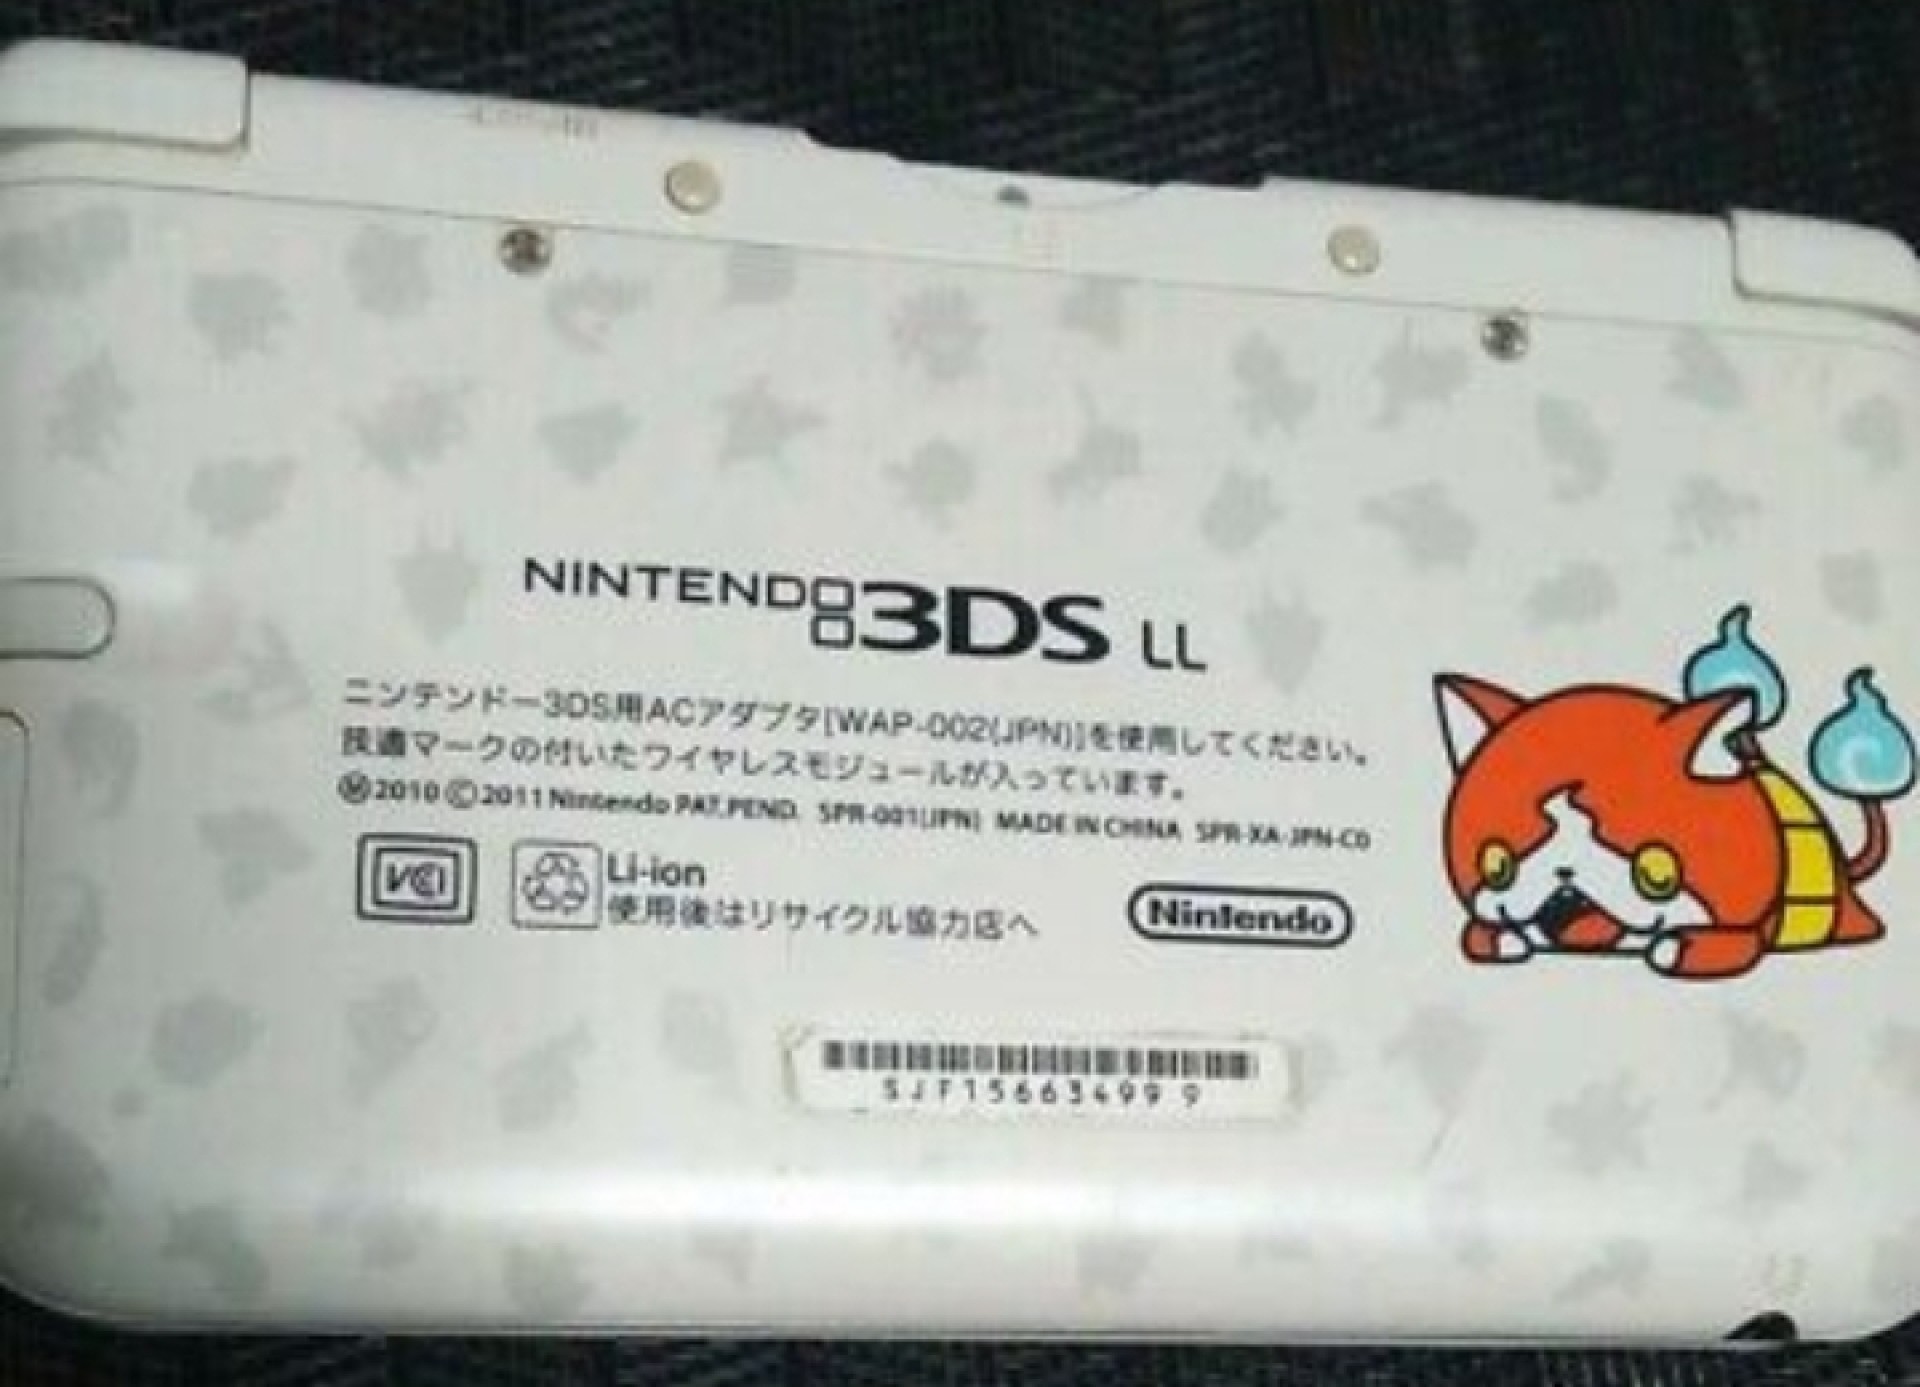 NINTENDO 3DS LL
ニンテンドー3DS用ACアダプタ[WAP-002(JPN)]を使用してください。
技適マークの付いたワイヤレスモジュールが入っています。
Ⓜ2010 Ⓒ2011 Nintendo PAT.PEND. SPR-001(JPN) MADE IN CHINA SPR-XA-JPN-C0
VCI
Li-ion
使用後はリサイクル協力店へ
Nintendo
SJF15663499 9